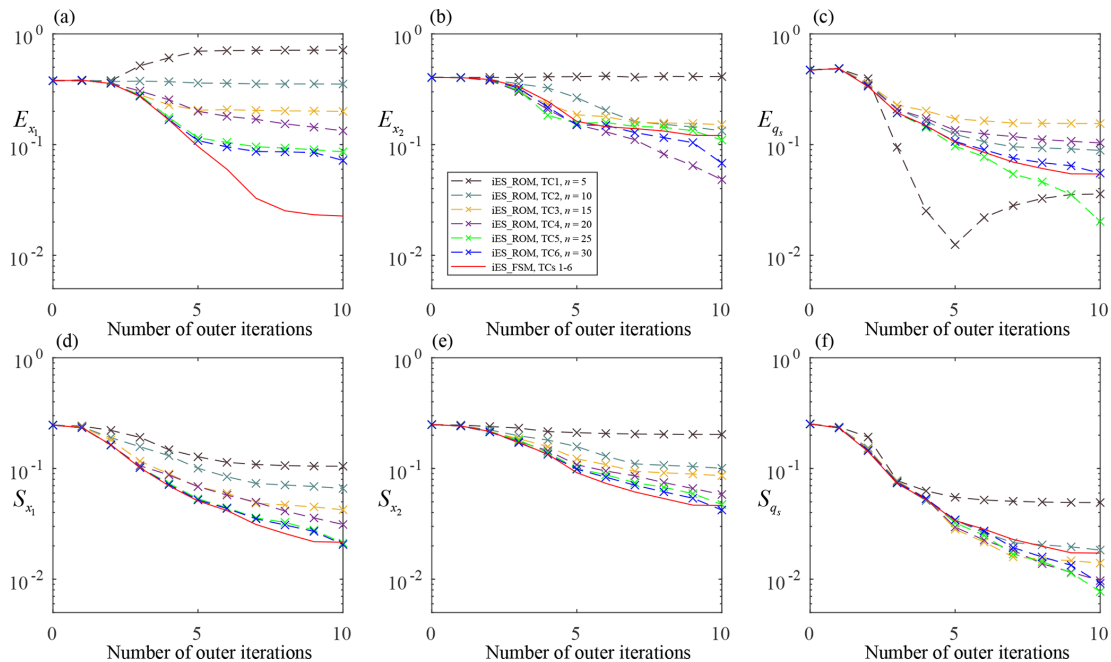 (a)
10^0
10^-1
10^-2
E_{x_1}
0 5 10
Number of outer iterations
(b)
10^0
10^-1
10^-2
E_{x_2}
iES_ROM, TC1, n = 5
iES_ROM, TC2, n = 10
iES_ROM, TC3, n = 15
iES_ROM, TC4, n = 20
iES_ROM, TC5, n = 25
iES_ROM, TC6, n = 30
iES_FSM, TCs 1-6
0 5 10
Number of outer iterations
(c)
10^0
10^-1
10^-2
E_{q_s}
0 5 10
Number of outer iterations
(d)
10^0
10^-1
10^-2
S_{x_1}
0 5 10
Number of outer iterations
(e)
10^0
10^-1
10^-2
S_{x_2}
0 5 10
Number of outer iterations
(f)
10^0
10^-1
10^-2
S_{q_s}
0 5 10
Number of outer iterations